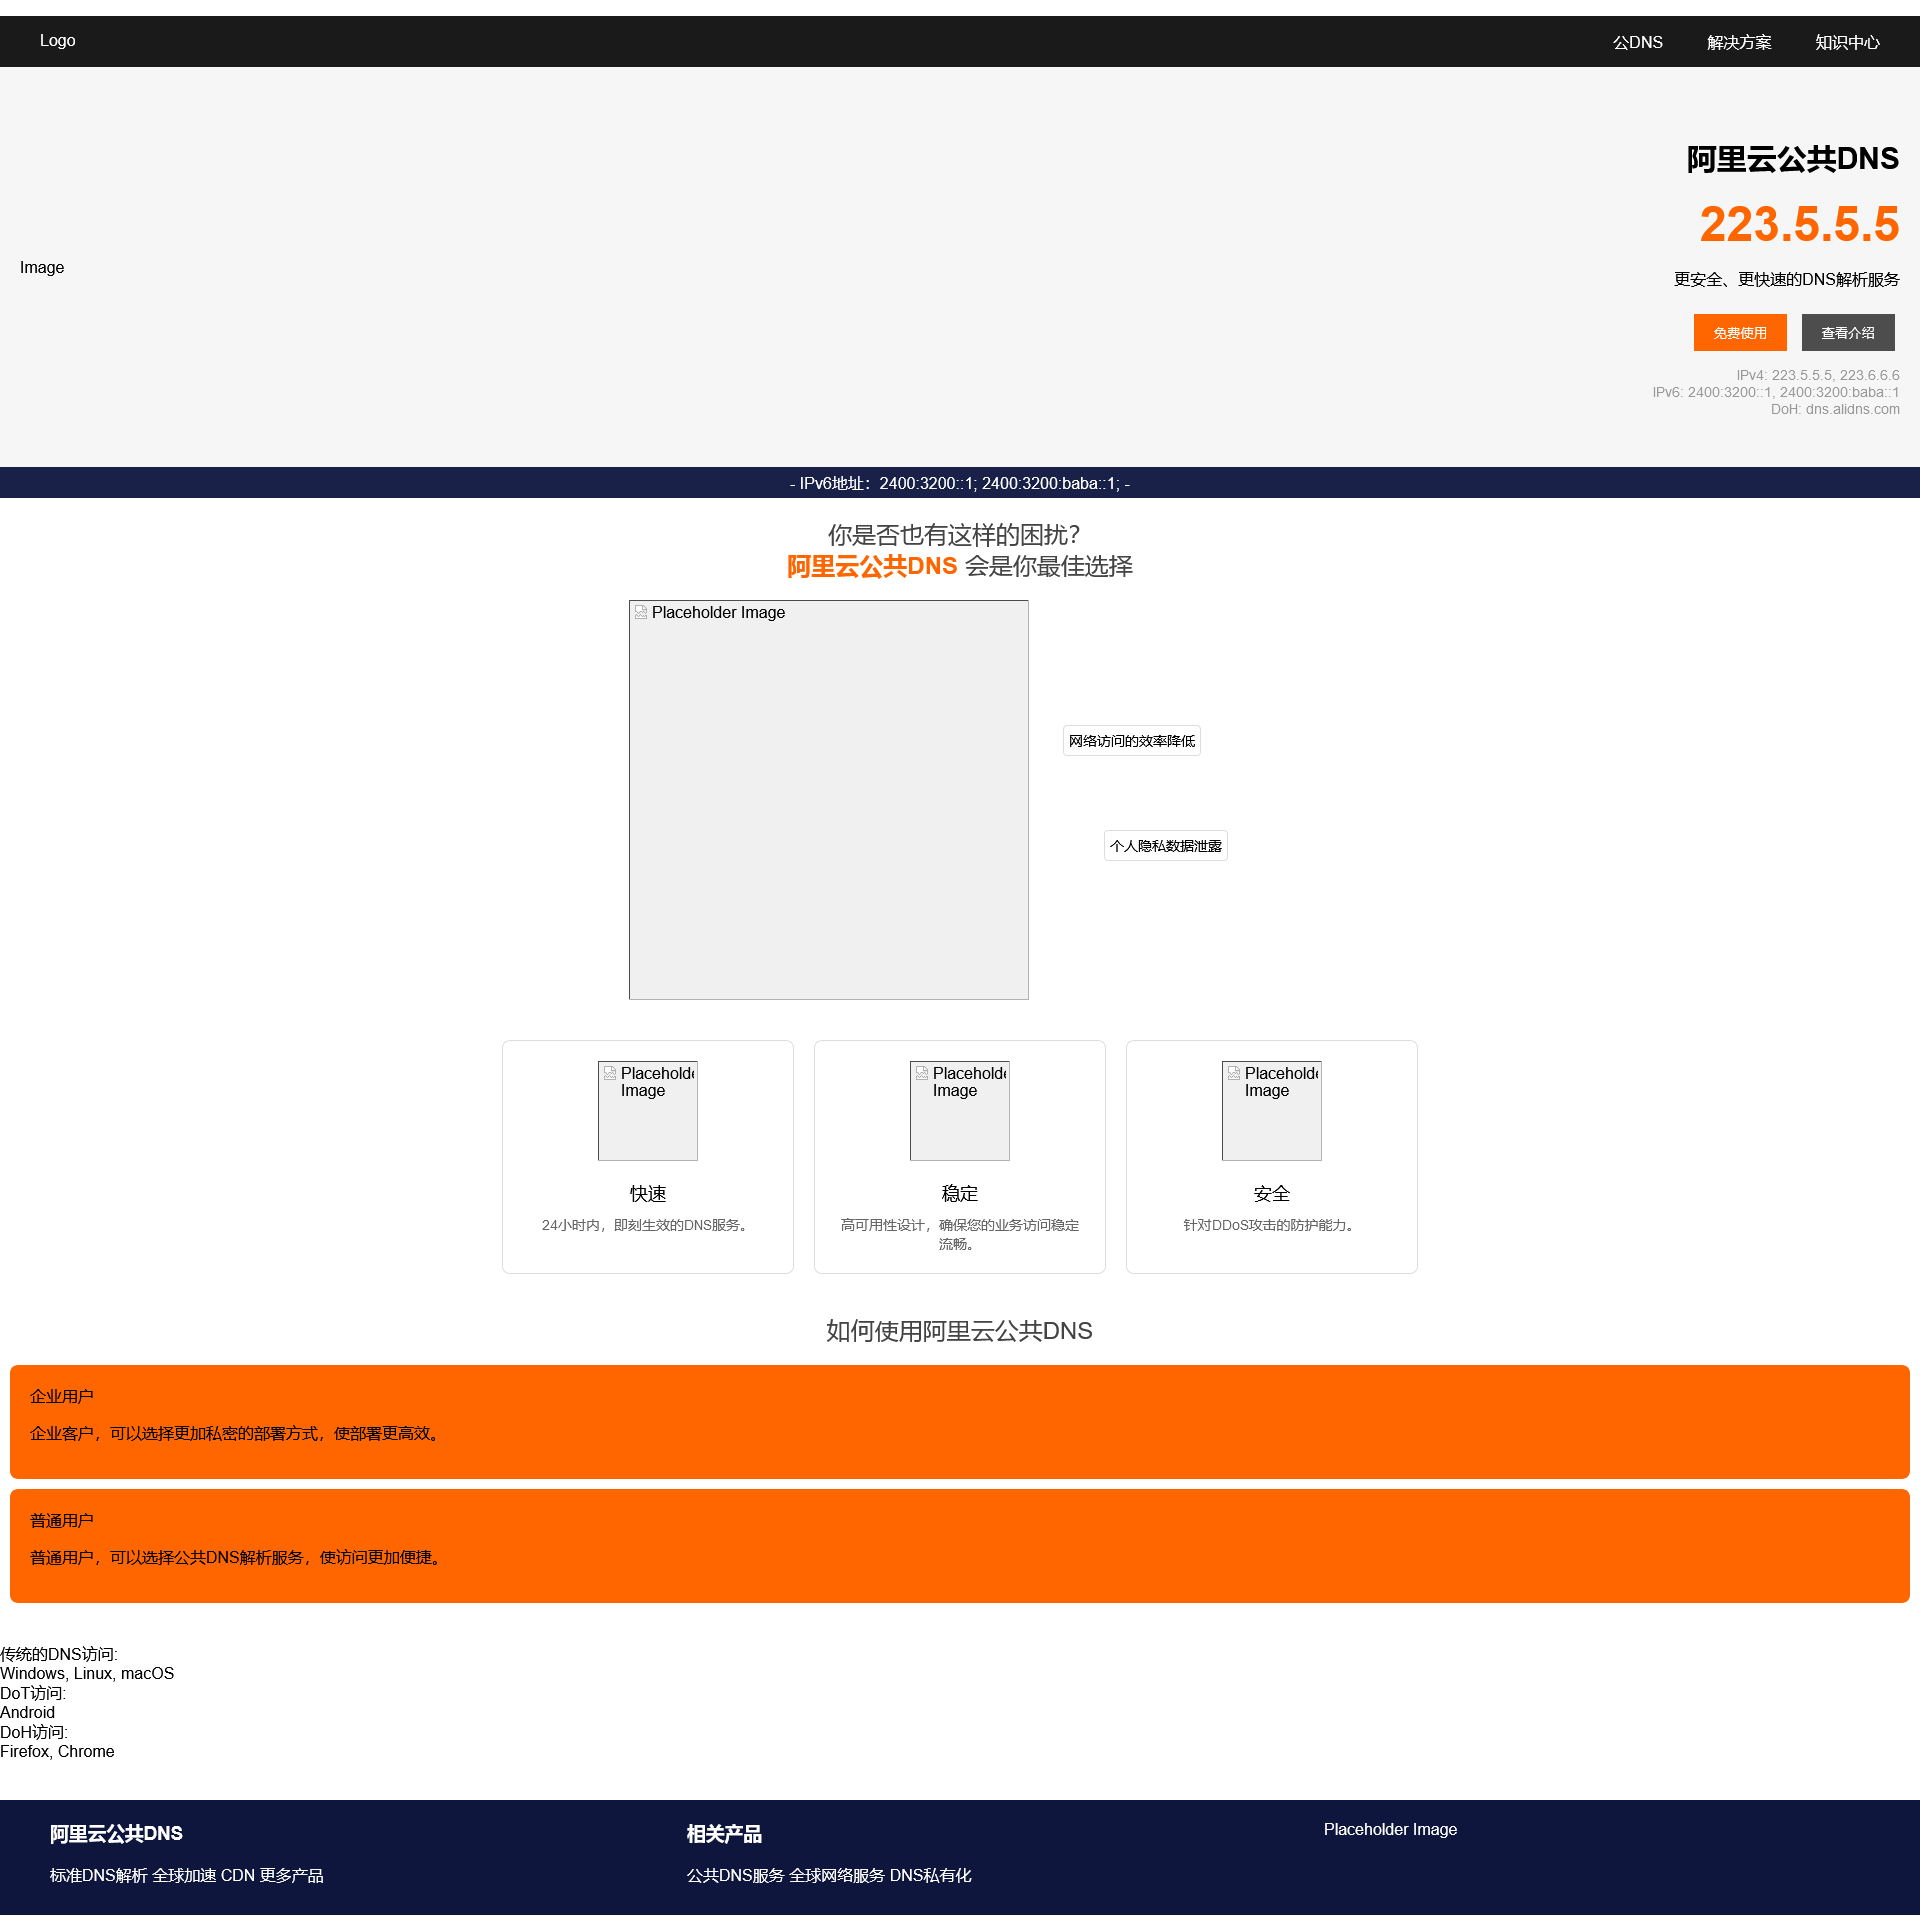 Logo
公DNS
解决方案
知识中心
阿里云公共DNS
223.5.5.5
Image
更安全、更快速的DNS解析服务
免费使用
查看介绍
IPv4: 223.5.5.5, 223.6.6.6
IPv6: 2400:3200::1, 2400:3200:baba::1
DoH: dns.alidns.com
- IPv6地址：2400:3200::1; 2400:3200:baba::1; -
你是否也有这样的困扰？
阿里云公共DNS 会是你最佳选择
Placeholder Image
网络访问的效率降低
个人隐私数据泄露
Placeholde
Image
快速
24小时内，即刻生效的DNS服务。
Placeholde
Image
稳定
高可用性设计，确保您的业务访问稳定
流畅。
Placeholde
Image
安全
针对DDoS攻击的防护能力。
如何使用阿里云公共DNS
企业用户
企业客户，可以选择更加私密的部署方式，使部署更高效。
普通用户
普通用户，可以选择公共DNS解析服务，使访问更加便捷。
传统的DNS访问:
Windows, Linux, macOS
DoT访问:
Android
DoH访问:
Firefox, Chrome
阿里云公共DNS
标准DNS解析 全球加速 CDN 更多产品
相关产品
公共DNS服务 全球网络服务 DNS私有化
Placeholder Image